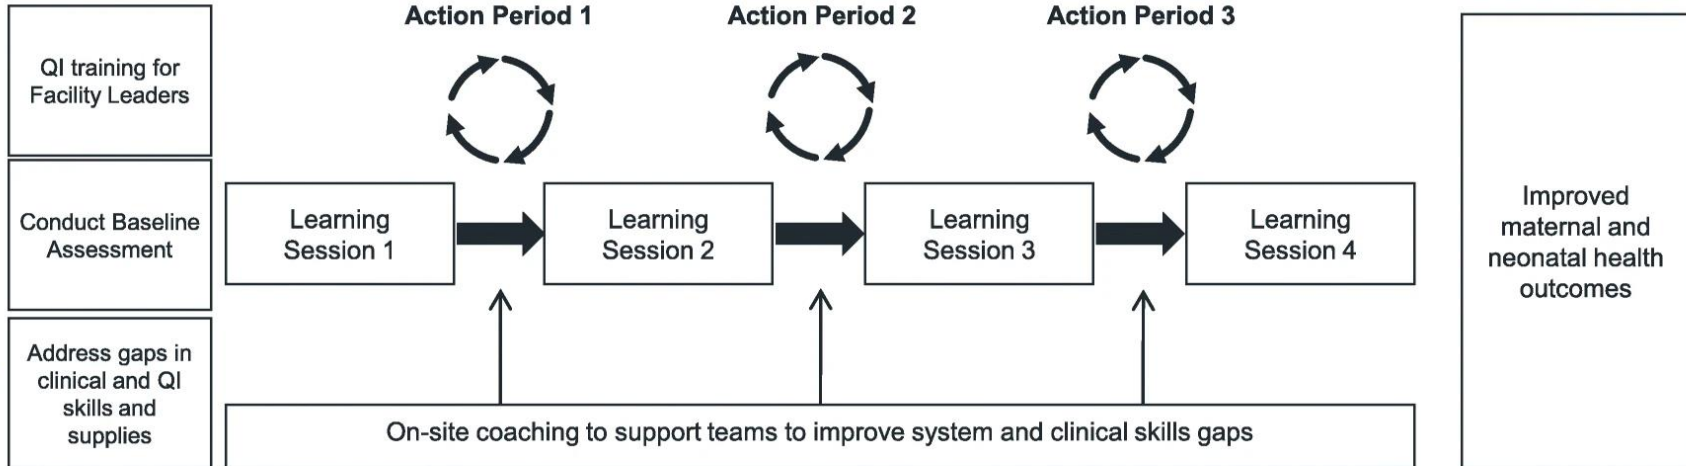 Action Period 1
Action Period 2
Action Period 3
QI training for
Facility Leaders
Conduct Baseline
Assessment
Address gaps in
clinical and QI
skills and
supplies
Learning
Session 1
Learning
Session 2
Learning
Session 3
Learning
Session 4
On-site coaching to support teams to improve system and clinical skills gaps
Improved
maternal and
neonatal health
outcomes